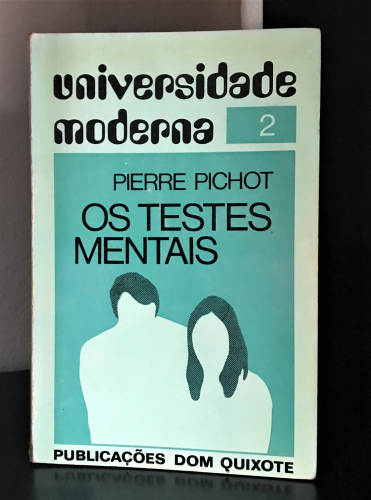 universidade
moderna 2
PIERRE PICHOT
OS TESTES
MENTAIS
PUBLICAÇÕES DOM QUIXOTE